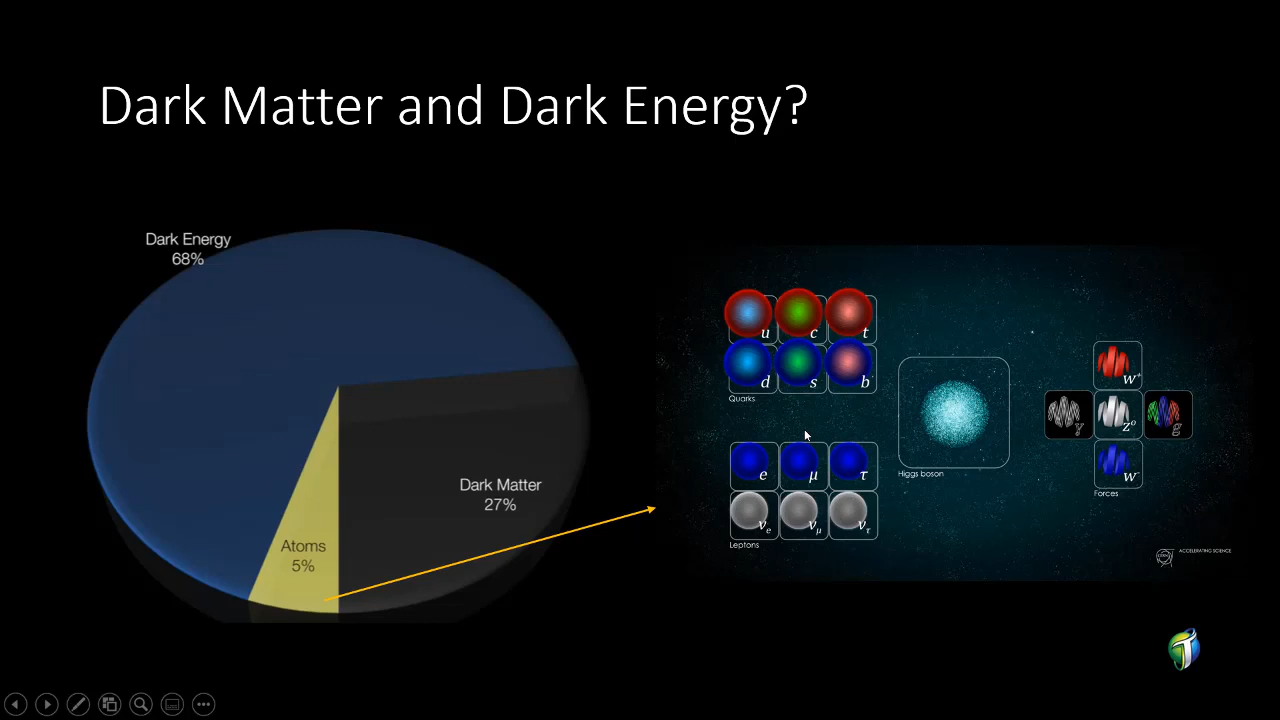 Dark Matter and Dark Energy?
Dark Energy
68%
Dark Matter
27%
Atoms
5%
u c t
d s b
Quarks
e μ τ
νe νμ ντ
Leptons
Higgs boson
W⁺
γ Z⁰ g
W⁻
Forces
CERN
ACCELERATING SCIENCE